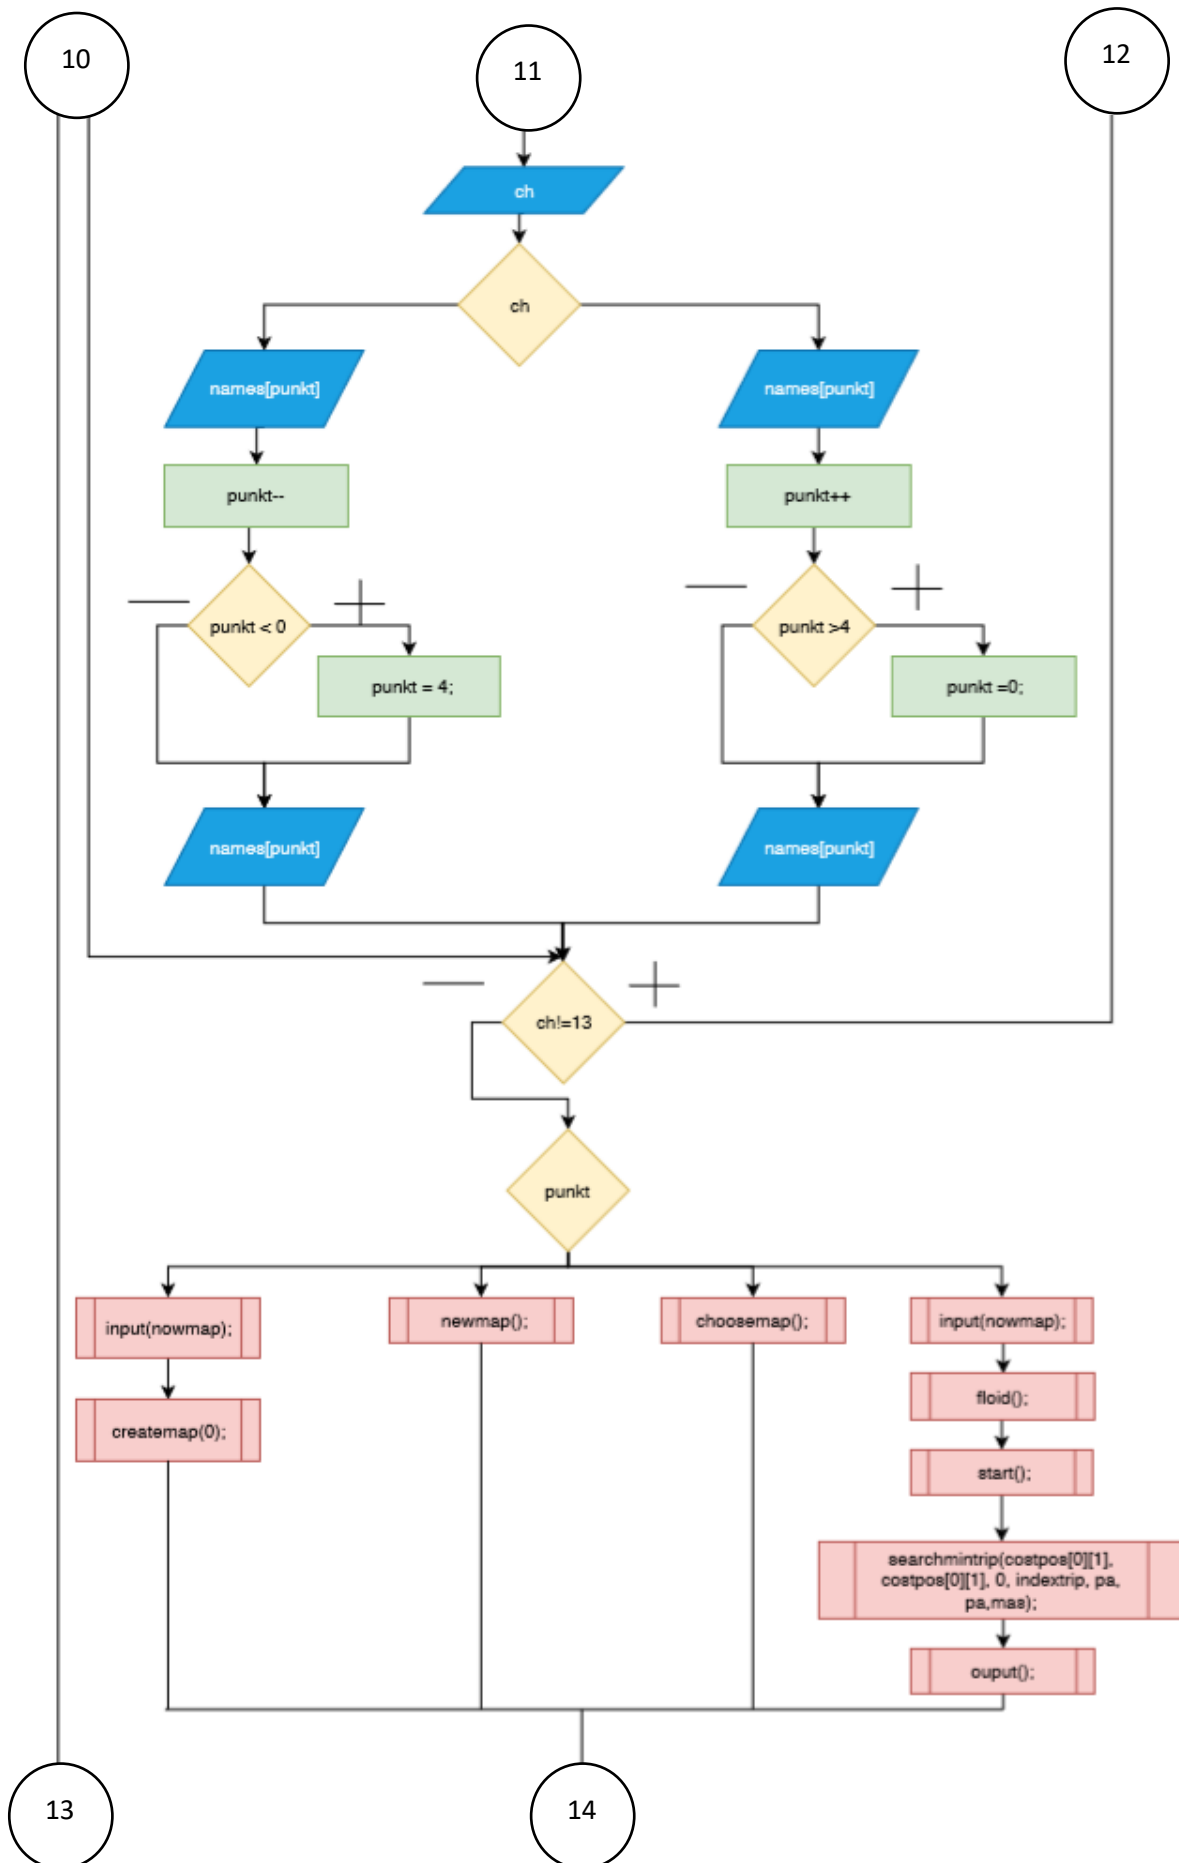 10
11
12
ch
ch
names[punkt]
names[punkt]
punkt--
punkt++
punkt < 0
punkt >4
punkt = 4;
punkt =0;
names[punkt]
names[punkt]
ch!=13
punkt
input(nowmap);
newmap();
choosemap();
input(nowmap);
createmap(0);
floid();
start();
searchmintrip(costpos[0][1],
costpos[0][1], 0, indextrip, pa,
pa,mas);
ouput();
13
14